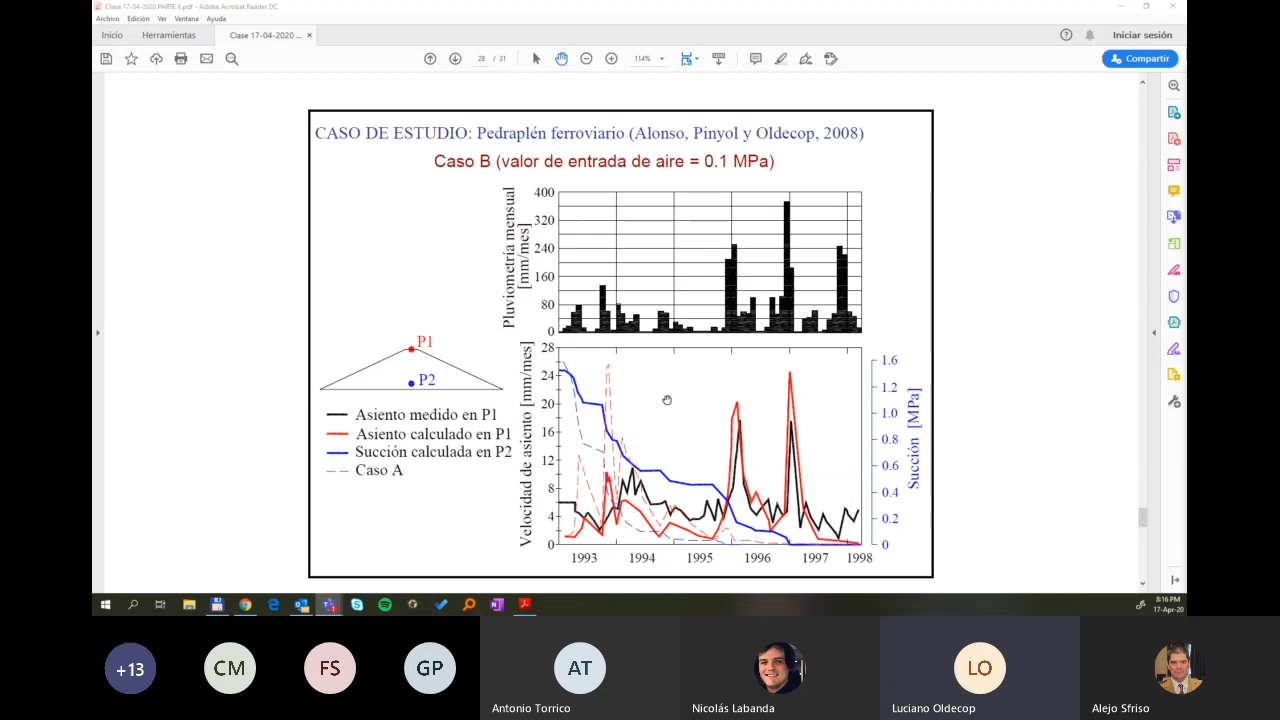 Clase 17-04-2020 PARTE II.pdf - Adobe Acrobat Reader DC
Archivo Edición Ver Ventana Ayuda
Inicio Herramientas Clase 17-04-2020 ... × Iniciar sesión
28 / 31 114% Compartir
CASO DE ESTUDIO: Pedraplén ferroviario (Alonso, Pinyol y Oldecop, 2008)
Caso B (valor de entrada de aire = 0.1 MPa)
Pluviometría mensual
[mm/mes]
400
320
240
160
80
0
P1
P2
Asiento medido en P1
Asiento calculado en P1
Succión calculada en P2
Caso A
Velocidad de asiento [mm/mes]
28
24
20
16
12
8
4
0
1.6
1.2
1.0
0.8
0.6
0.4
0.2
0
Succión [MPa]
1993 1994 1995 1996 1997 1998
8:16 PM
17-Apr-20
+13 CM FS GP AT LO
Antonio Torrico Nicolás Labanda Luciano Oldecop Alejo Sfriso